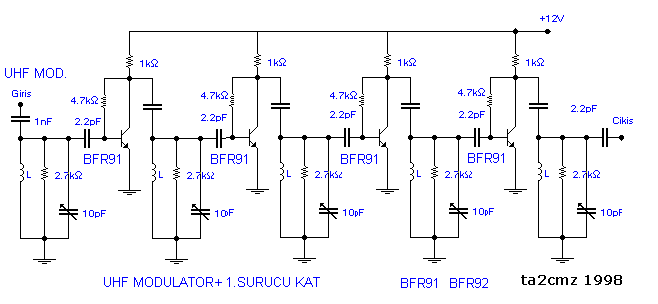 +12V
1kΩ 1kΩ 1kΩ 1kΩ
UHF MOD.
Giris
4.7kΩ 4.7kΩ 4.7kΩ 4.7kΩ
1nF 2.2pF 2.2pF 2.2pF 2.2pF 2.2pF
Cikis
BFR91 BFR91 BFR91 BFR91
L 2.7kΩ L 2.7kΩ L 2.7kΩ L 2.7kΩ L 2.7kΩ
10pF 10pF 10pF 10pF 10pF
UHF MODULATOR+ 1.SURUCU KAT
BFR91 BFR92
ta2cmz 1998